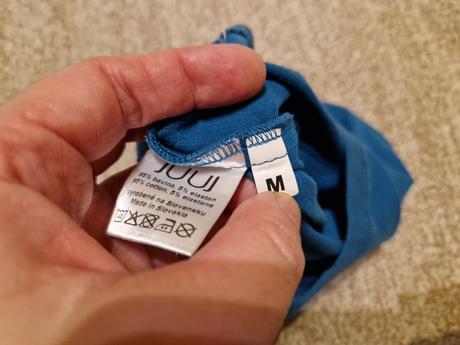 JUUJ
95% bavlna, 5% elastan
95% cotton, 5% elastane
Vyrobené na Slovensku
Made in Slovakia
M